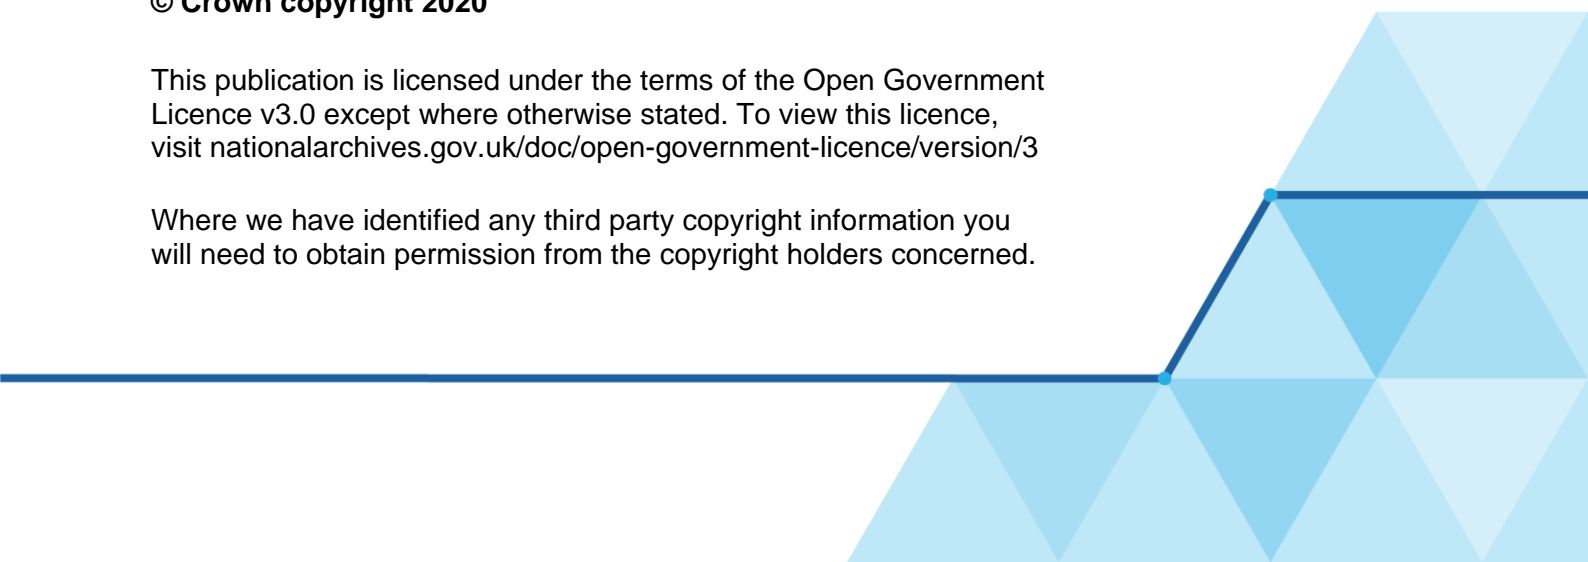 © Crown copyright 2020
This publication is licensed under the terms of the Open Government
Licence v3.0 except where otherwise stated. To view this licence,
visit nationalarchives.gov.uk/doc/open-government-licence/version/3
Where we have identified any third party copyright information you
will need to obtain permission from the copyright holders concerned.